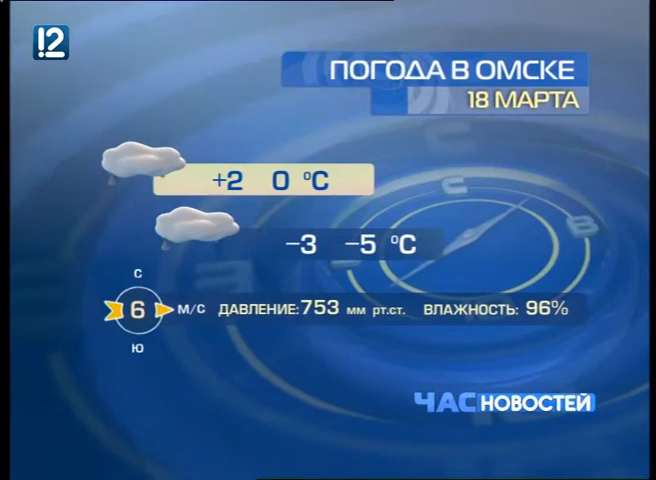 12
ПОГОДА В ОМСКЕ
18 МАРТА
+2 0 °C
−3 −5 °C
С
6 М/С ДАВЛЕНИЕ: 753 мм рт.ст. ВЛАЖНОСТЬ: 96%
Ю
ЧАС НОВОСТЕЙ
С
В